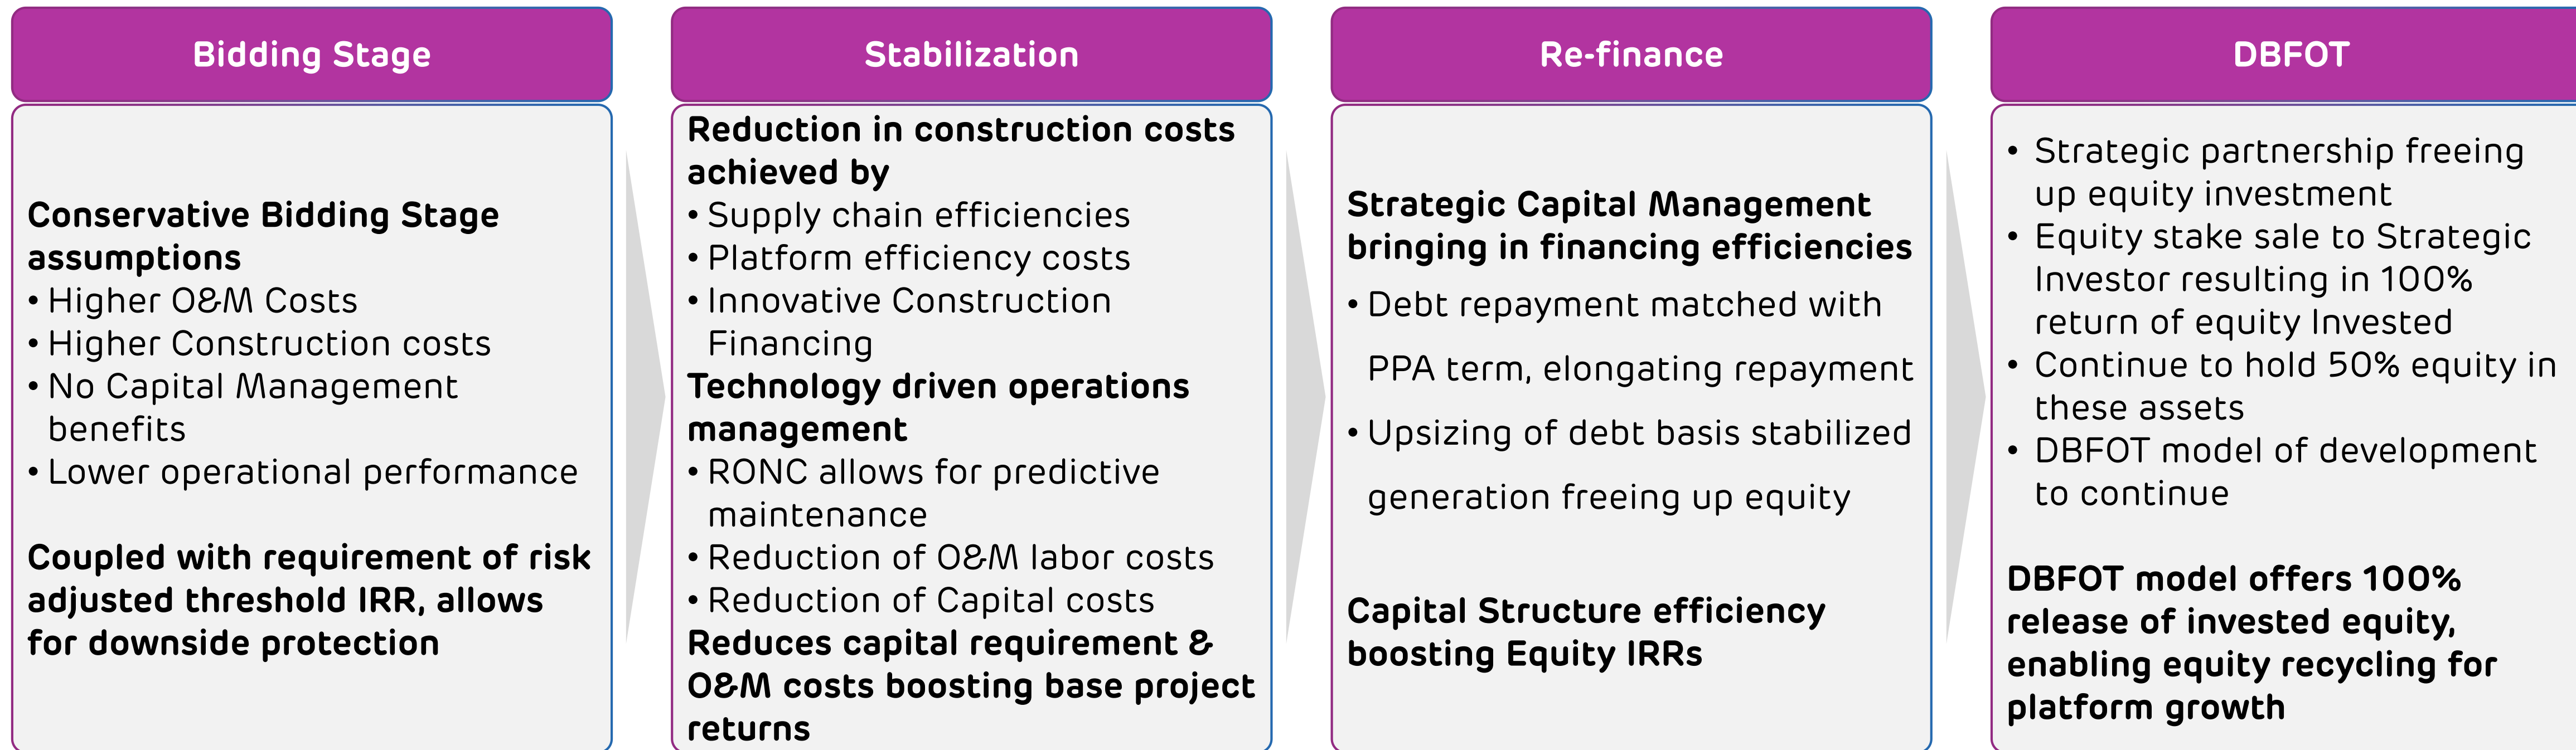 Bidding Stage
Conservative Bidding Stage
assumptions
• Higher O&M Costs
• Higher Construction costs
• No Capital Management
benefits
• Lower operational performance
Coupled with requirement of risk
adjusted threshold IRR, allows
for downside protection
Stabilization
Reduction in construction costs
achieved by
• Supply chain efficiencies
• Platform efficiency costs
• Innovative Construction
Financing
Technology driven operations
management
• RONC allows for predictive
maintenance
• Reduction of O&M labor costs
• Reduction of Capital costs
Reduces capital requirement &
O&M costs boosting base project
returns
Re-finance
Strategic Capital Management
bringing in financing efficiencies
• Debt repayment matched with
PPA term, elongating repayment
• Upsizing of debt basis stabilized
generation freeing up equity
Capital Structure efficiency
boosting Equity IRRs
DBFOT
• Strategic partnership freeing
up equity investment
• Equity stake sale to Strategic
Investor resulting in 100%
return of equity Invested
• Continue to hold 50% equity in
these assets
• DBFOT model of development
to continue
DBFOT model offers 100%
release of invested equity,
enabling equity recycling for
platform growth